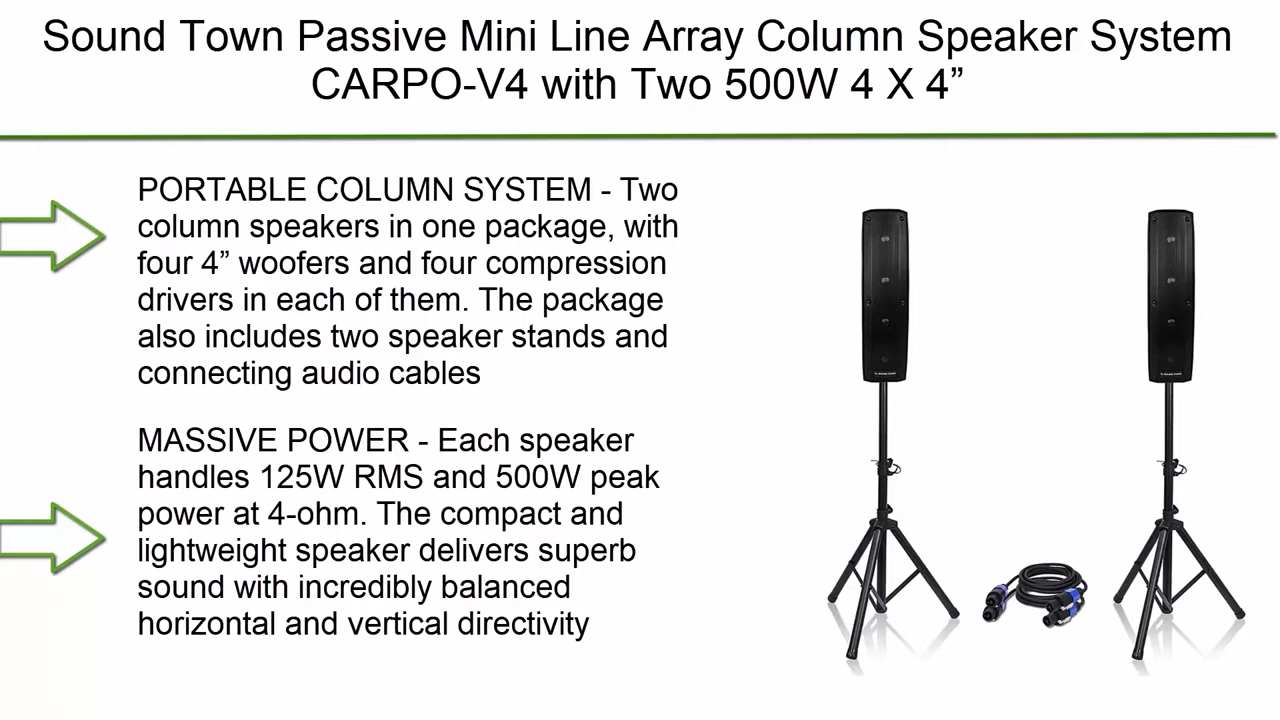 Sound Town Passive Mini Line Array Column Speaker System
CARPO-V4 with Two 500W 4 X 4”
PORTABLE COLUMN SYSTEM - Two
column speakers in one package, with
four 4” woofers and four compression
drivers in each of them. The package
also includes two speaker stands and
connecting audio cables
MASSIVE POWER - Each speaker
handles 125W RMS and 500W peak
power at 4-ohm. The compact and
lightweight speaker delivers superb
sound with incredibly balanced
horizontal and vertical directivity